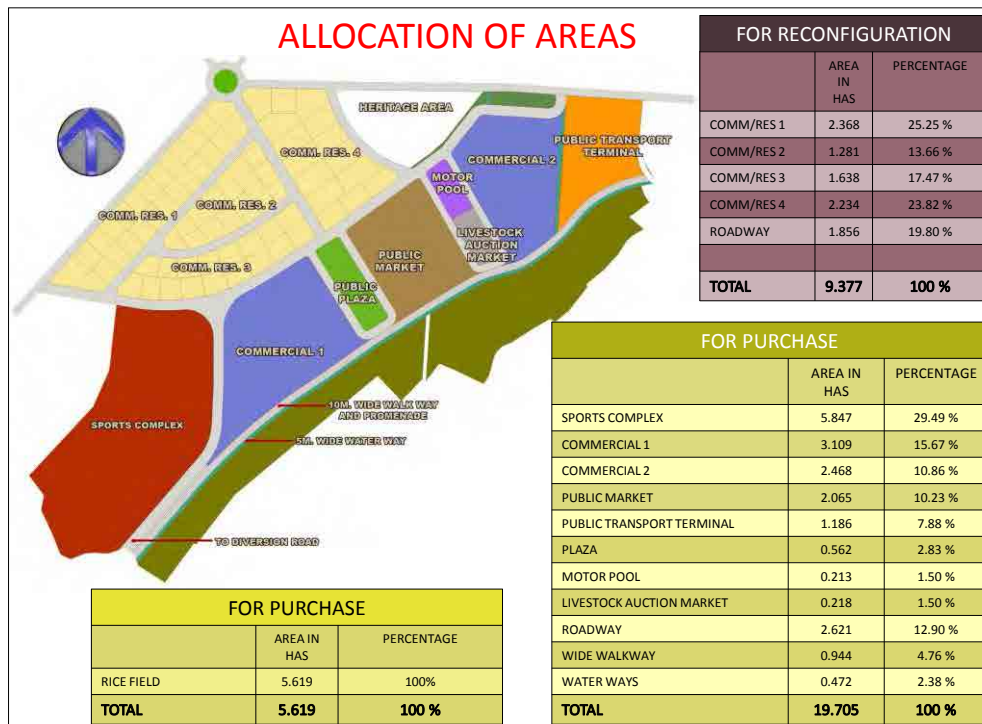 ALLOCATION OF AREAS
HERITAGE AREA
PUBLIC TRANSPORT
TERMINAL
COMMERCIAL 2
COMM. RES. 4
MOTOR
POOL
COMM. RES. 2
COMM. RES. 1
LIVESTOCK
AUCTION
MARKET
PUBLIC
MARKET
COMM. RES. 3
PUBLIC
PLAZA
COMMERCIAL 1
10M. WIDE WALK WAY
AND PROMENADE
SPORTS COMPLEX
5M. WIDE WATER WAY
TO DIVERSION ROAD
FOR RECONFIGURATION
AREA
IN
HAS
PERCENTAGE
COMM/RES 1 2.368 25.25 %
COMM/RES 2 1.281 13.66 %
COMM/RES 3 1.638 17.47 %
COMM/RES 4 2.234 23.82 %
ROADWAY 1.856 19.80 %
TOTAL 9.377 100 %
FOR PURCHASE
AREA IN
HAS
PERCENTAGE
SPORTS COMPLEX 5.847 29.49 %
COMMERCIAL 1 3.109 15.67 %
COMMERCIAL 2 2.468 10.86 %
PUBLIC MARKET 2.065 10.23 %
PUBLIC TRANSPORT TERMINAL 1.186 7.88 %
PLAZA 0.562 2.83 %
MOTOR POOL 0.213 1.50 %
LIVESTOCK AUCTION MARKET 0.218 1.50 %
ROADWAY 2.621 12.90 %
WIDE WALKWAY 0.944 4.76 %
WATER WAYS 0.472 2.38 %
TOTAL 19.705 100 %
FOR PURCHASE
AREA IN
HAS
PERCENTAGE
RICE FIELD 5.619 100%
TOTAL 5.619 100 %